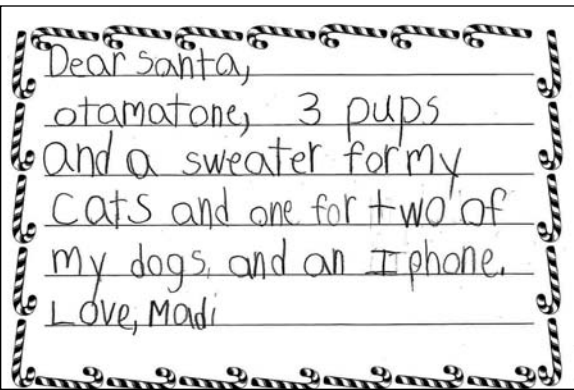 Dear Santa,
otamatone, 3 pups
and a sweater for my
cats and one for two of
my dogs, and an Iphone.
Love, Madi